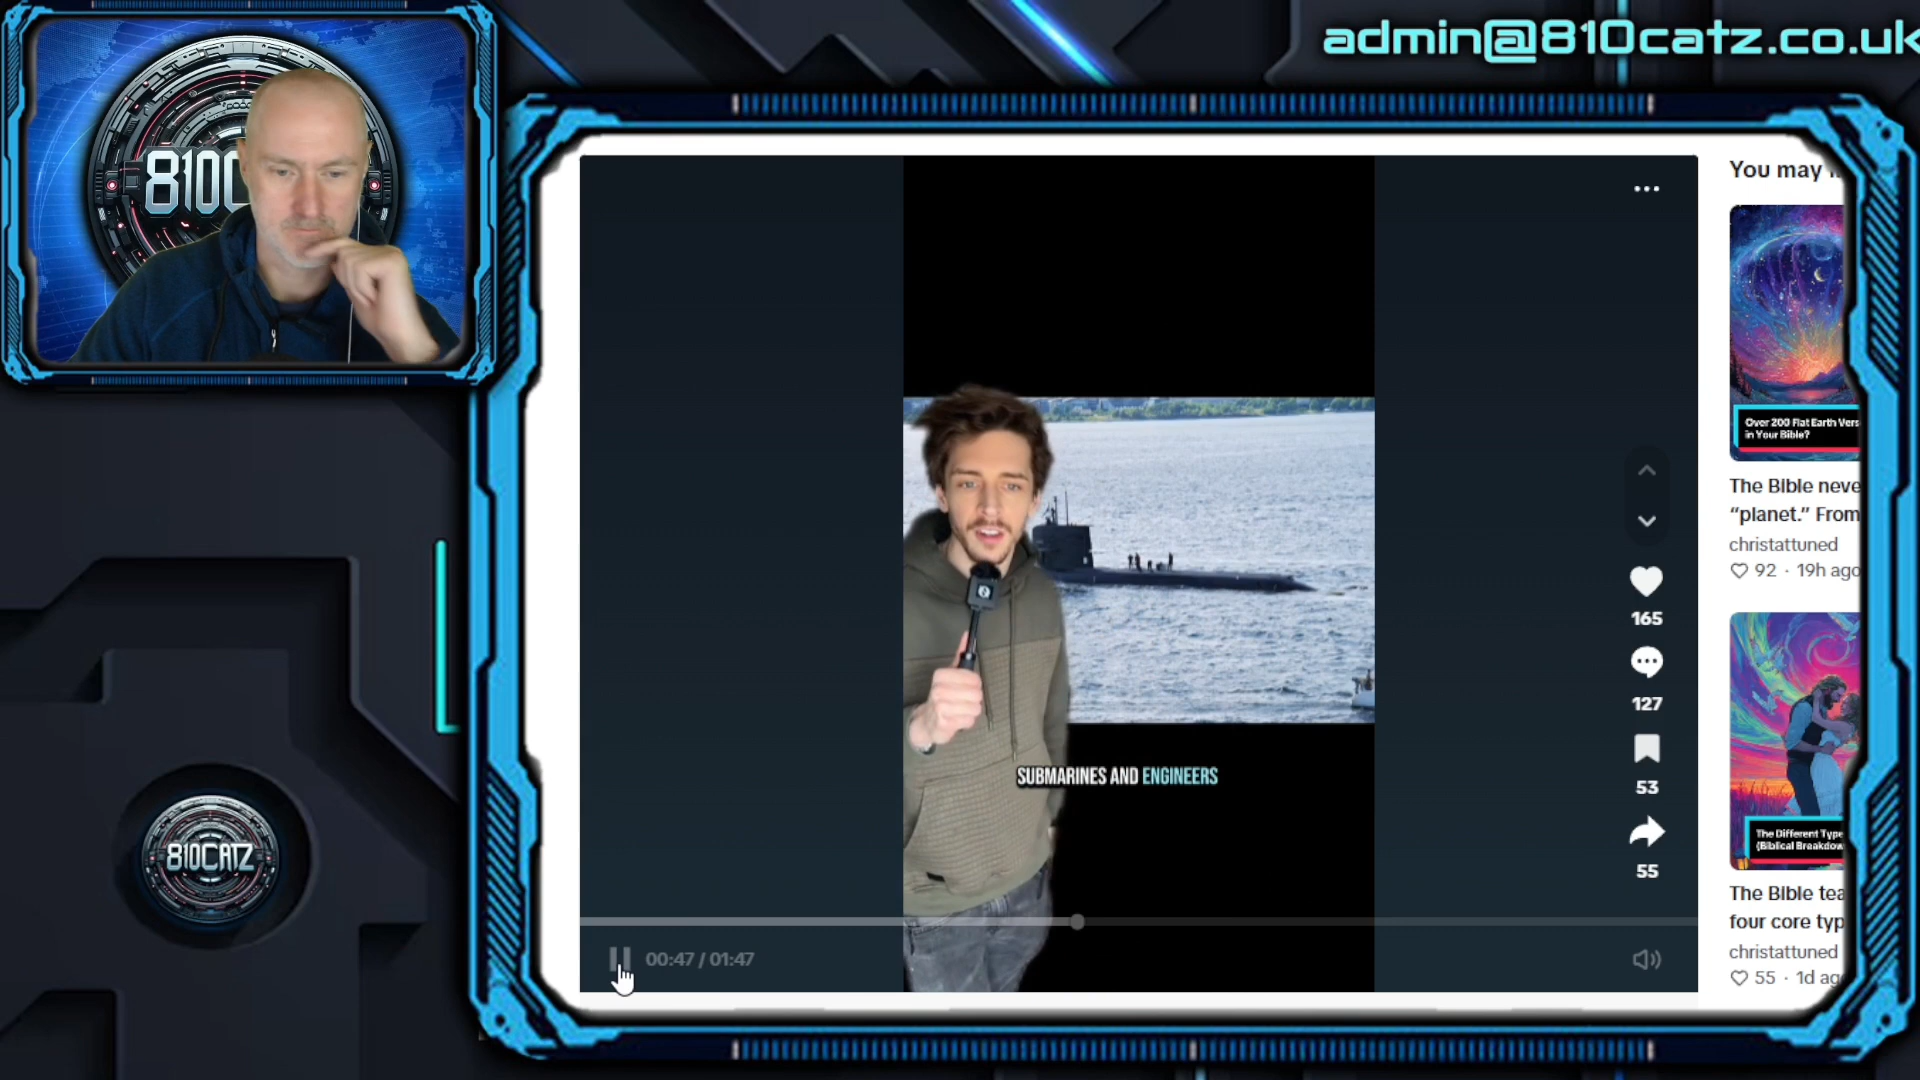 admin@810catz.co.uk
810C
You may
Over 200 Flat Earth Vers
in Your Bible?
The Bible neve
“planet.” From
christattuned
92 · 19h ago
165
127
SUBMARINES AND ENGINEERS
53
The Different Type
(Biblical Breakdow
810CATZ
55
The Bible tea
four core typ
christattuned
00:47 / 01:47
55 · 1d ag